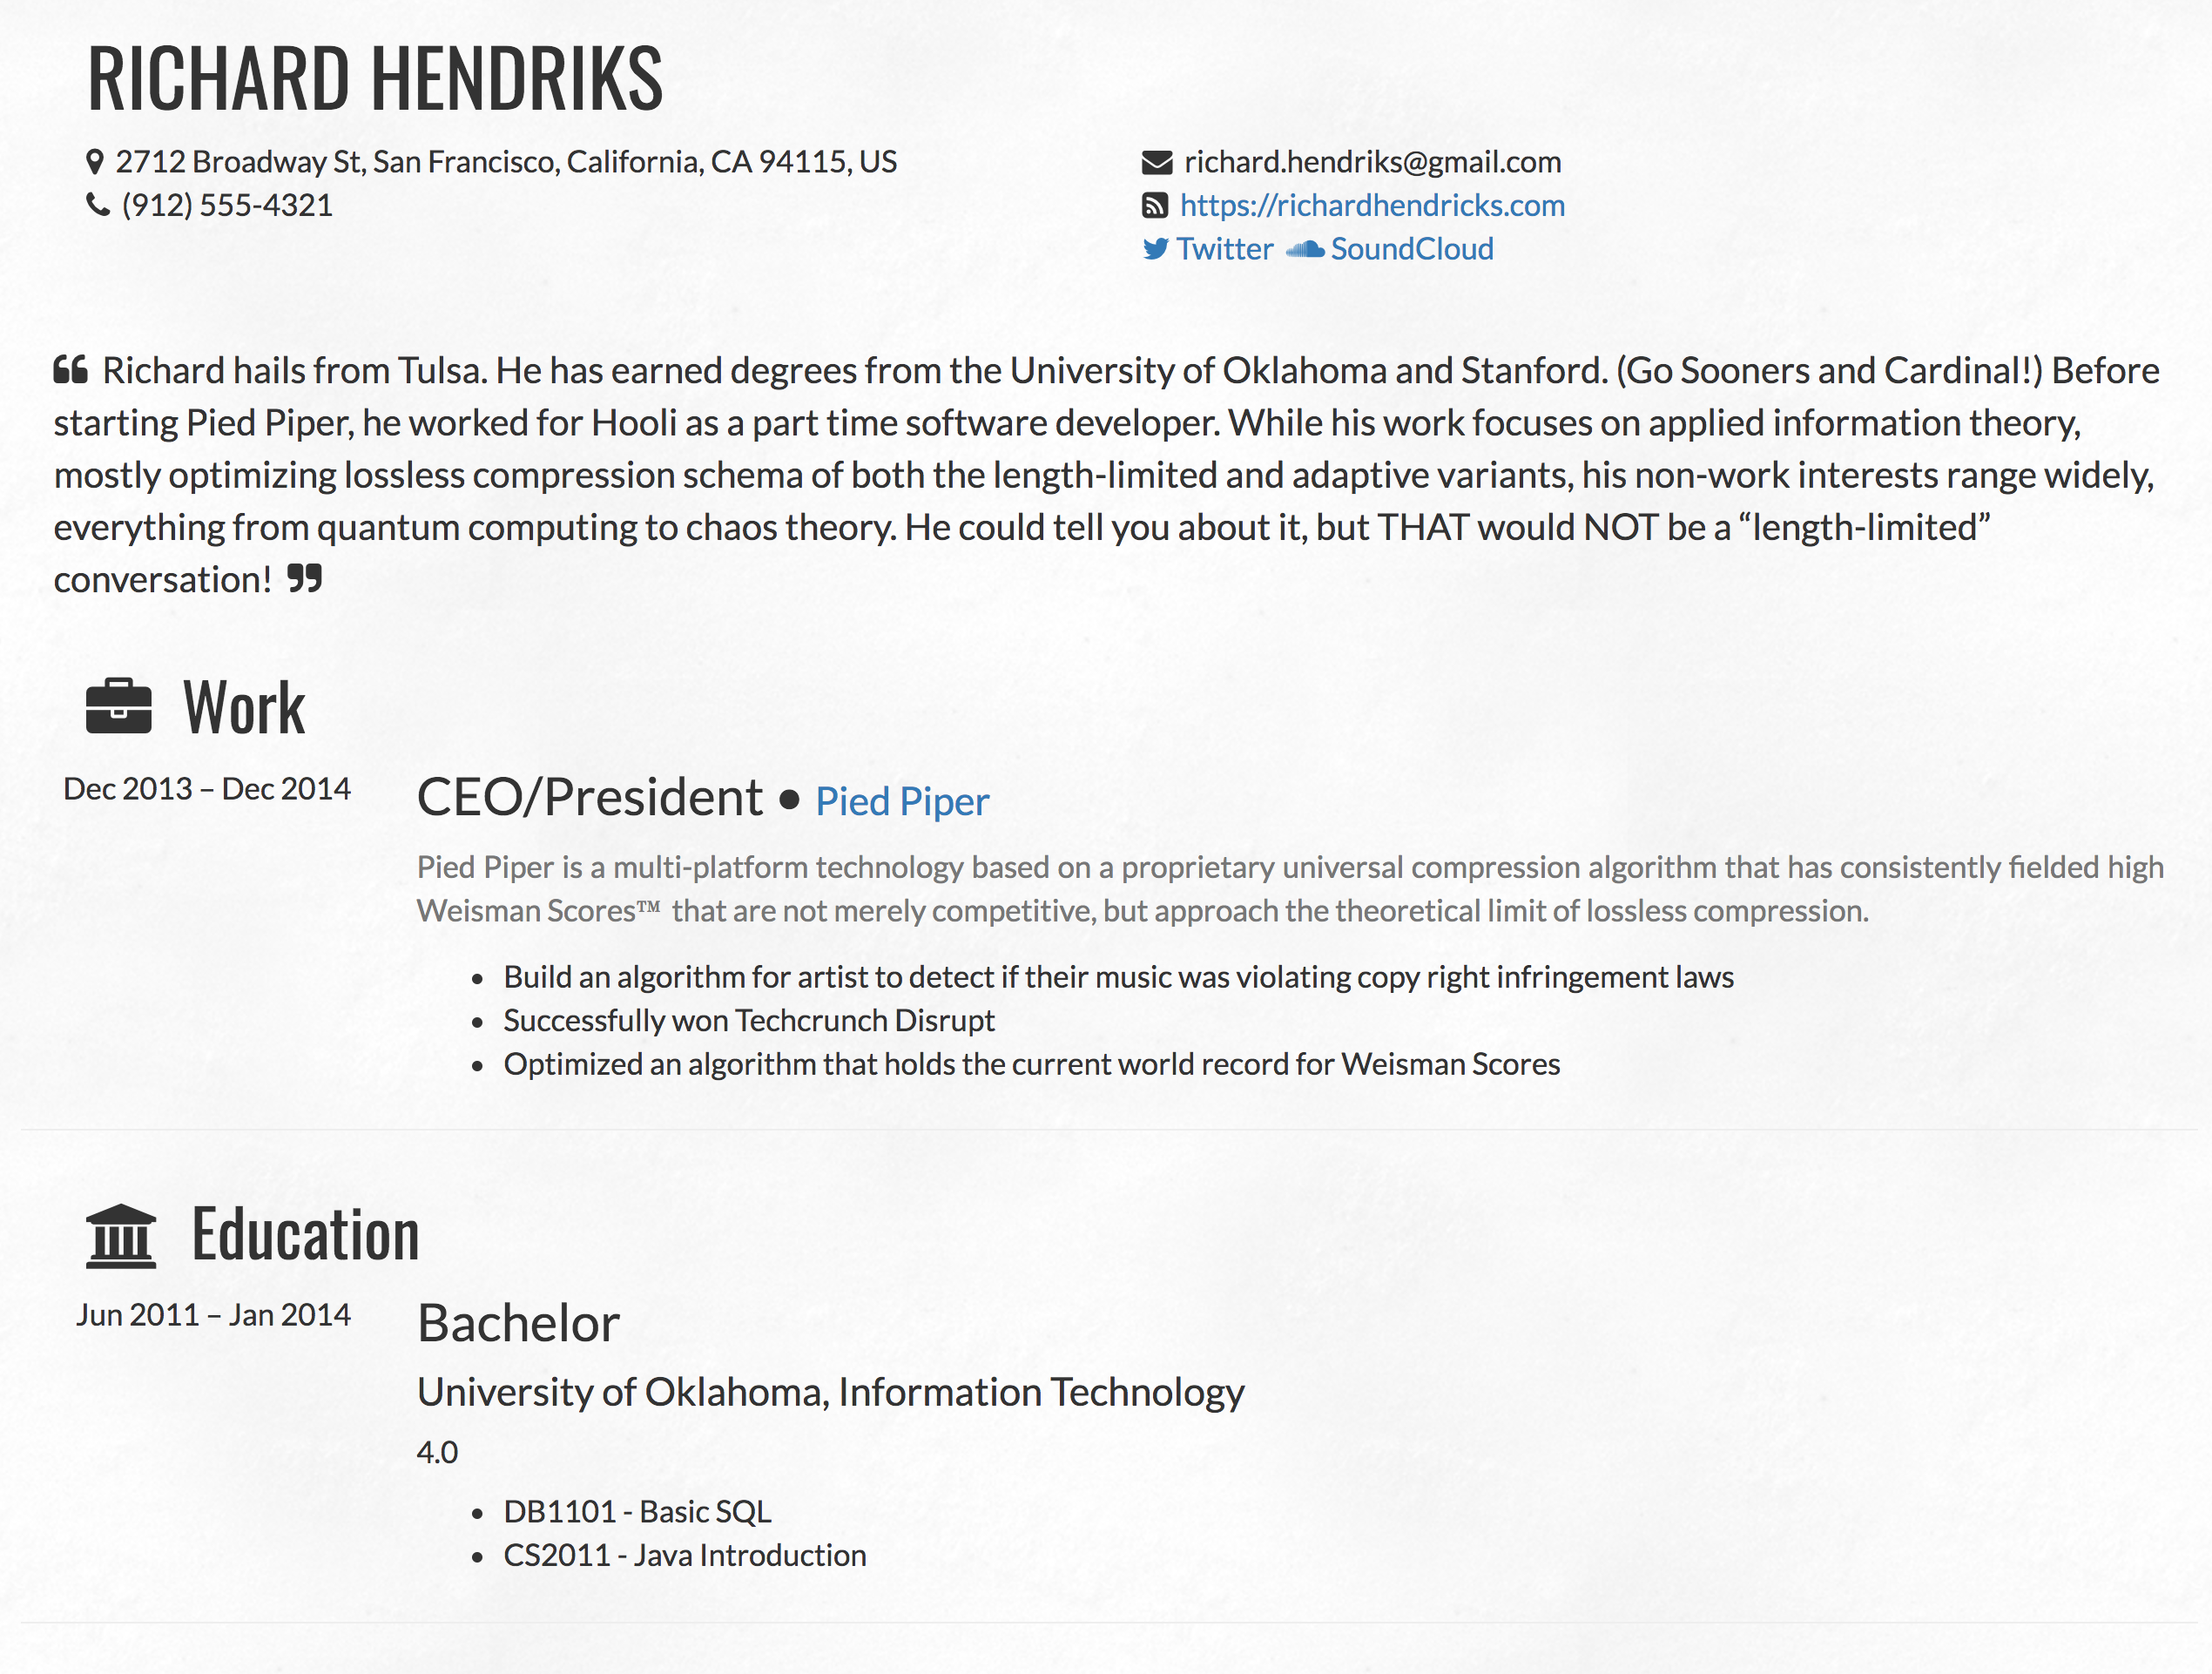 RICHARD HENDRIKS
2712 Broadway St, San Francisco, California, CA 94115, US
(912) 555-4321
richard.hendriks@gmail.com
https://richardhendricks.com
Twitter SoundCloud
“ Richard hails from Tulsa. He has earned degrees from the University of Oklahoma and Stanford. (Go Sooners and Cardinal!) Before
starting Pied Piper, he worked for Hooli as a part time software developer. While his work focuses on applied information theory,
mostly optimizing lossless compression schema of both the length-limited and adaptive variants, his non-work interests range widely,
everything from quantum computing to chaos theory. He could tell you about it, but THAT would NOT be a “length-limited”
conversation! ”
Work
Dec 2013 – Dec 2014
CEO/President • Pied Piper
Pied Piper is a multi-platform technology based on a proprietary universal compression algorithm that has consistently fielded high
Weisman Scores™ that are not merely competitive, but approach the theoretical limit of lossless compression.
• Build an algorithm for artist to detect if their music was violating copy right infringement laws
• Successfully won Techcrunch Disrupt
• Optimized an algorithm that holds the current world record for Weisman Scores
Education
Jun 2011 – Jan 2014
Bachelor
University of Oklahoma, Information Technology
4.0
• DB1101 - Basic SQL
• CS2011 - Java Introduction